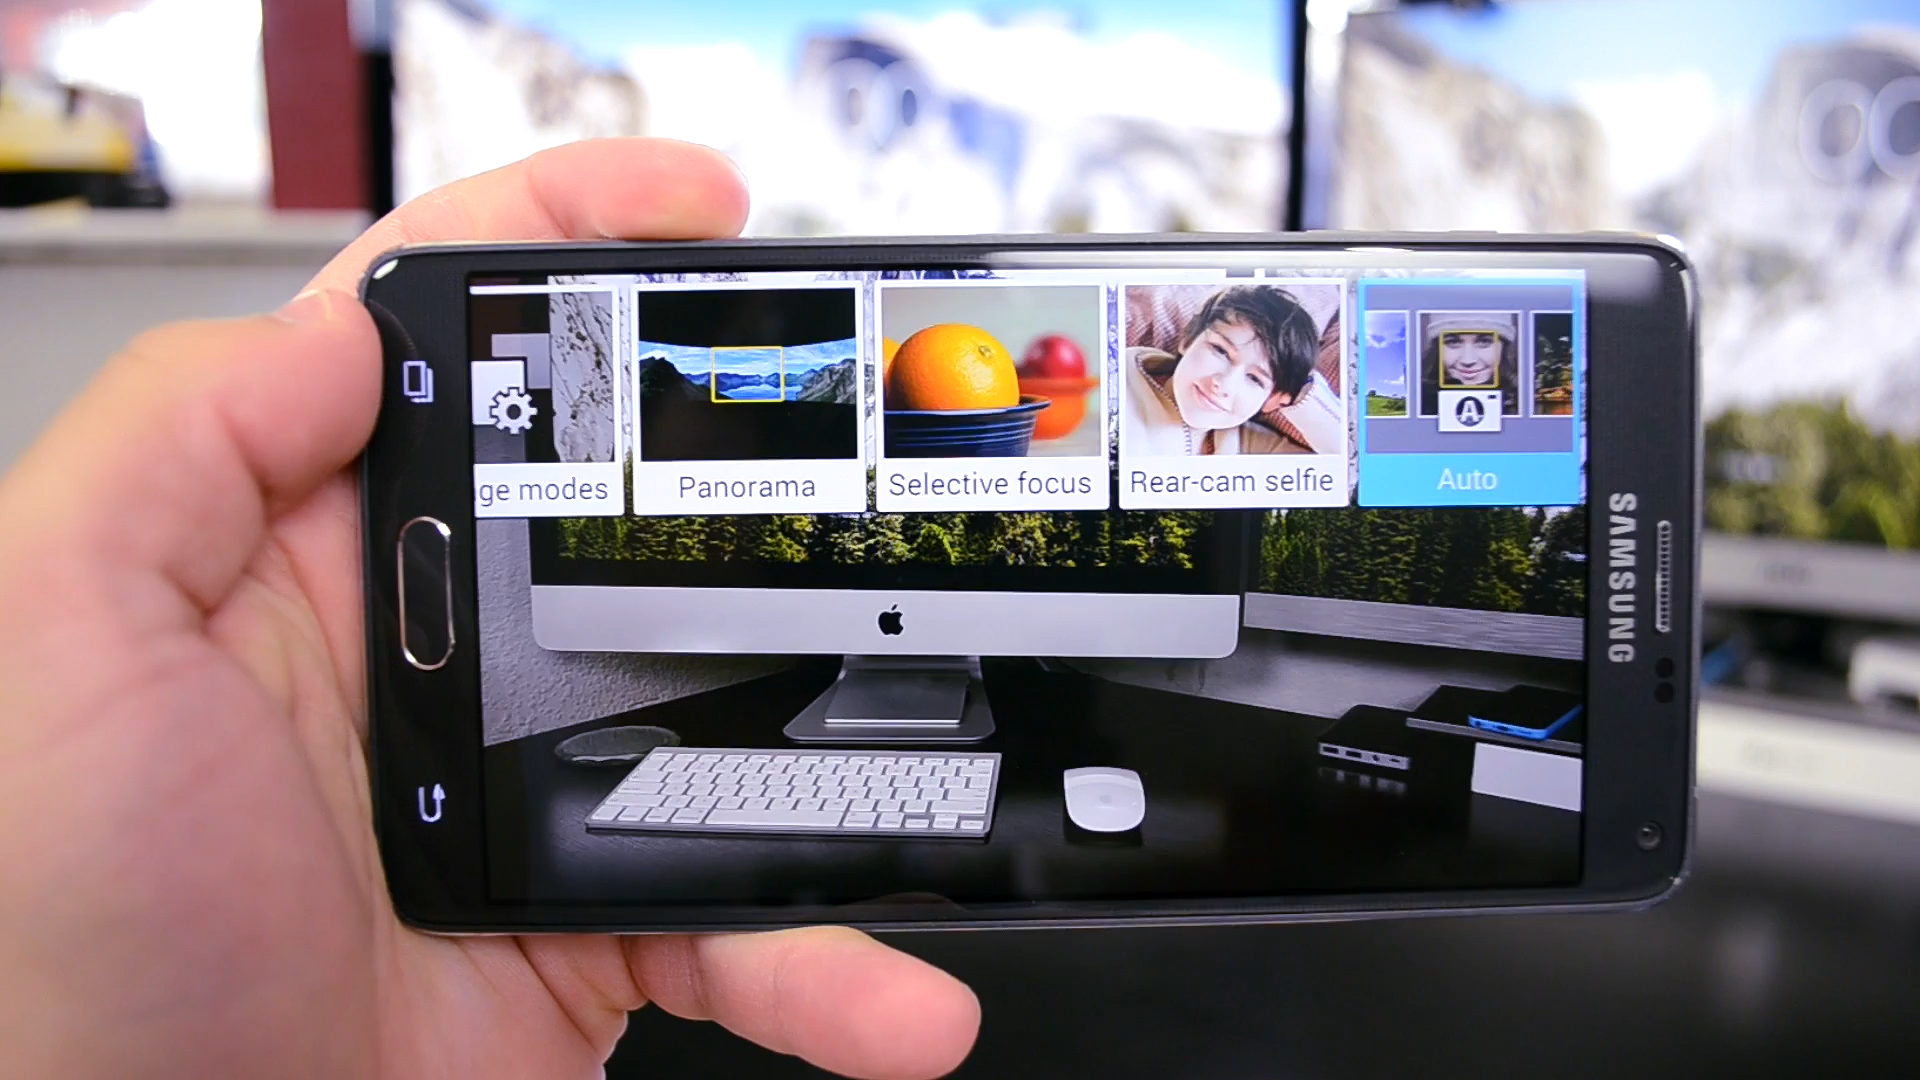 ge modes
Panorama
Selective focus
Rear-cam selfie
A
Auto
SAMSUNG